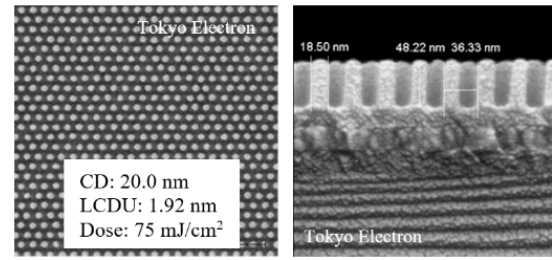 Tokyo Electron
CD: 20.0 nm
LCDU: 1.92 nm
Dose: 75 mJ/cm²
18.50 nm
48.22 nm
36.33 nm
Tokyo Electron